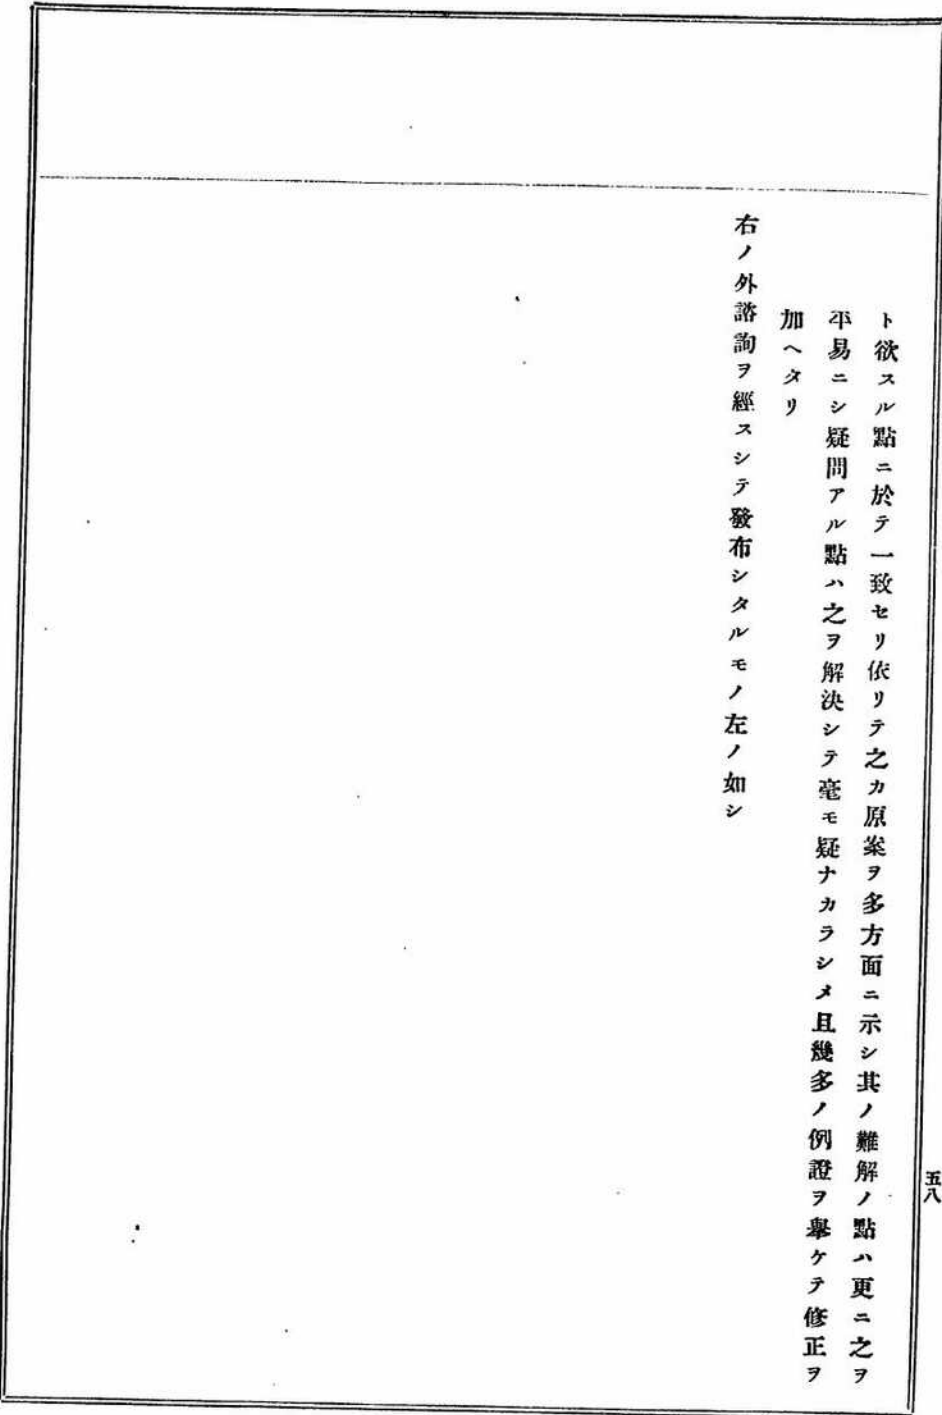 ト欲スル點ニ於テ一致セリ依リテ之カ原案ヲ多方面ニ示シ其ノ難解ノ點ハ更ニ之ヲ
平易ニシ疑問アル點ハ之ヲ解決シテ毫モ疑ナカラシメ且幾多ノ例證ヲ擧ケテ修正ヲ
加ヘタリ
右ノ外諮詢ヲ經スシテ發布シタルモノ左ノ如シ
五八